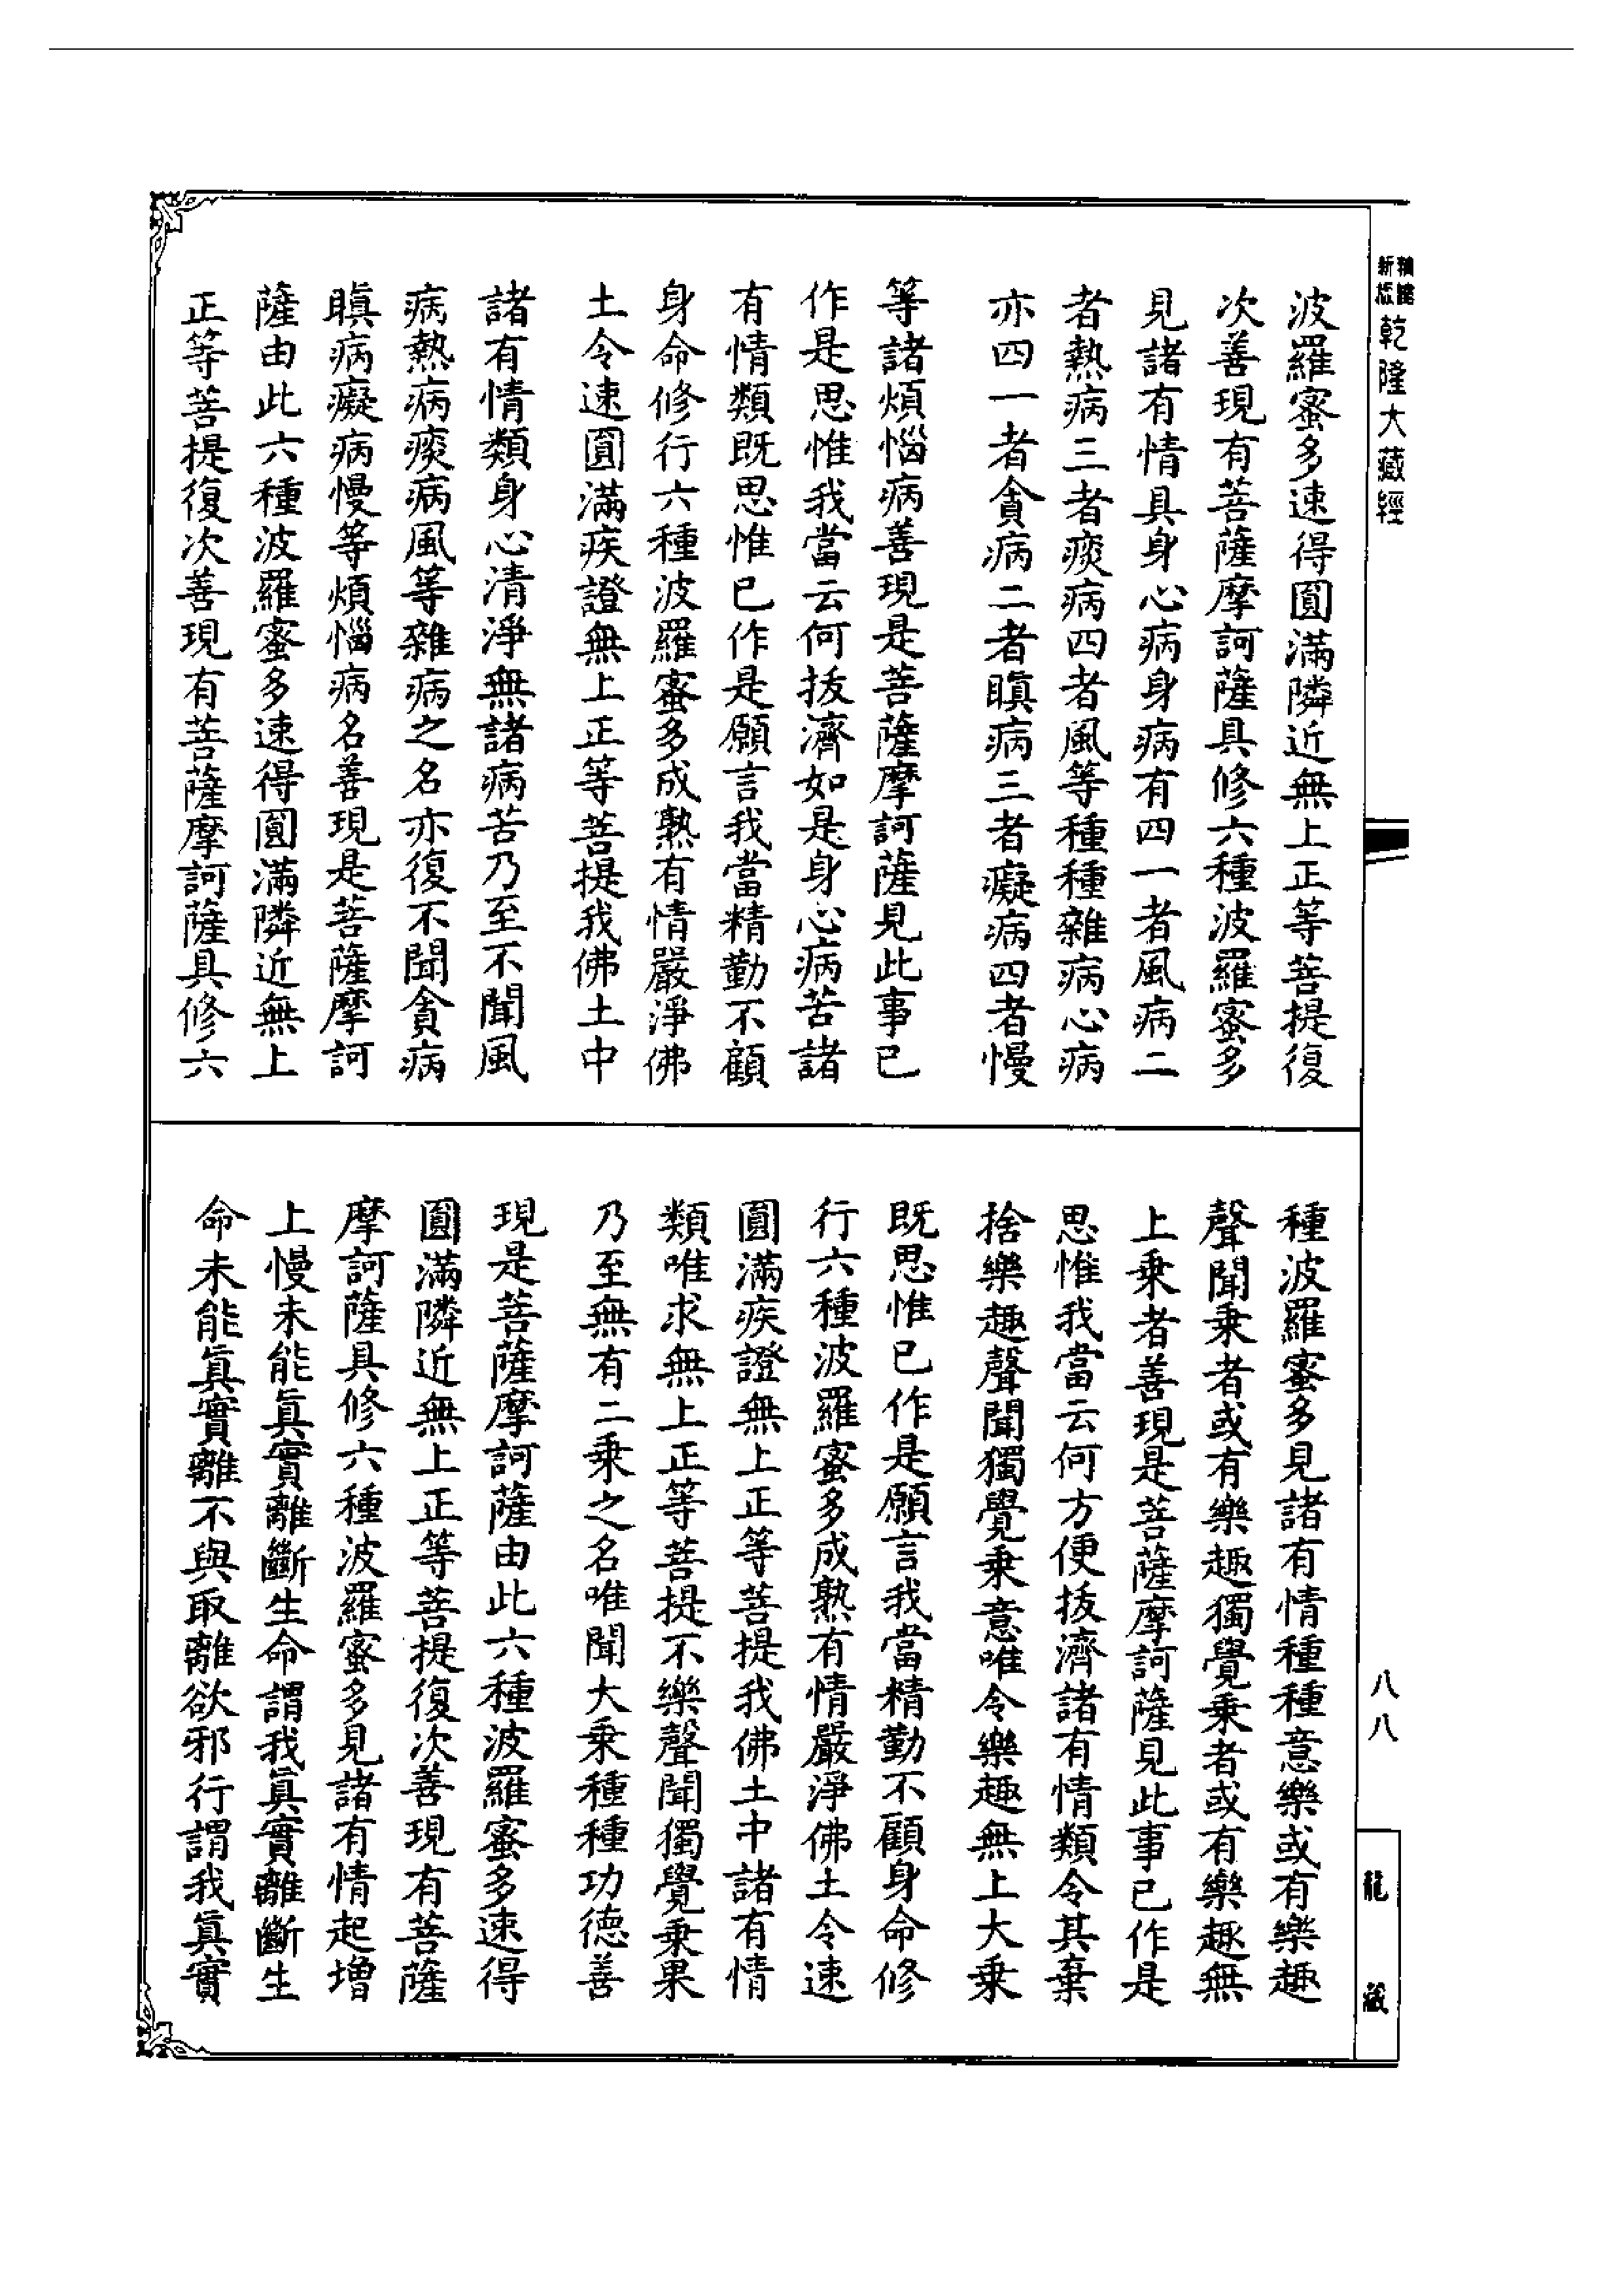 乾隆大藏經
波羅蜜多速得圓滿隣近無上正等菩提復
次善現有菩薩摩訶薩具修六種波羅蜜多
見諸有情具身心病身病有四一者風病二
者熱病三者痰病四者風等種種雜病心病
亦四一者貪病二者瞋病三者癡病四者慢
等諸煩惱病善現是菩薩摩訶薩見此事已
作是思惟我當云何拔濟如是身心病苦諸
有情類既思惟已作是願言我當精勤不顧
身命修行六種波羅蜜多成熟有情嚴淨佛
土令速圓滿疾證無上正等菩提我佛土中
諸有情類身心清淨無諸病苦乃至不聞風
病熱病痰病風等雜病之名亦復不聞貪病
瞋病癡病慢等煩惱病名善現是菩薩摩訶
薩由此六種波羅蜜多速得圓滿隣近無上
正等菩提復次善現有菩薩摩訶薩具修六
種波羅蜜多見諸有情種種意樂或有樂趣
聲聞乘者或有樂趣獨覺乘者或有樂趣無
上乘者善現是菩薩摩訶薩見此事已作是
思惟我當云何方便拔濟諸有情類令其棄
捨樂趣聲聞獨覺乘意唯令樂趣無上大乘
既思惟已作是願言我當精勤不顧身命修
行六種波羅蜜多成熟有情嚴淨佛土令速
圓滿疾證無上正等菩提我佛土中諸有情
類唯求無上正等菩提不樂聲聞獨覺乘果
乃至無有二乘之名唯聞大乘種種功德善
現是菩薩摩訶薩由此六種波羅蜜多速得
圓滿隣近無上正等菩提復次善現有菩薩
摩訶薩具修六種波羅蜜多見諸有情起增
上慢未能眞實離斷生命謂我眞實離斷生
命未能眞實離不與取離欲邪行謂我眞實
八八
龍藏